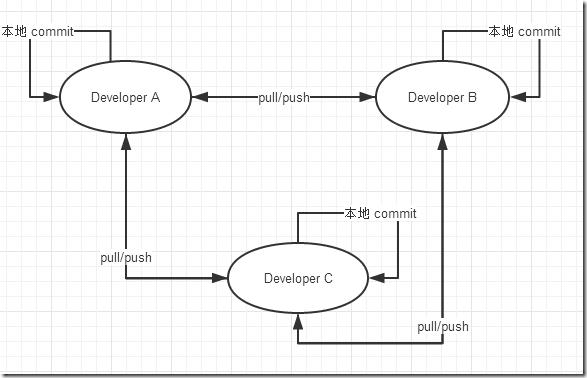 本地 commit
本地 commit
Developer A
pull/push
Developer B
本地 commit
pull/push
Developer C
pull/push